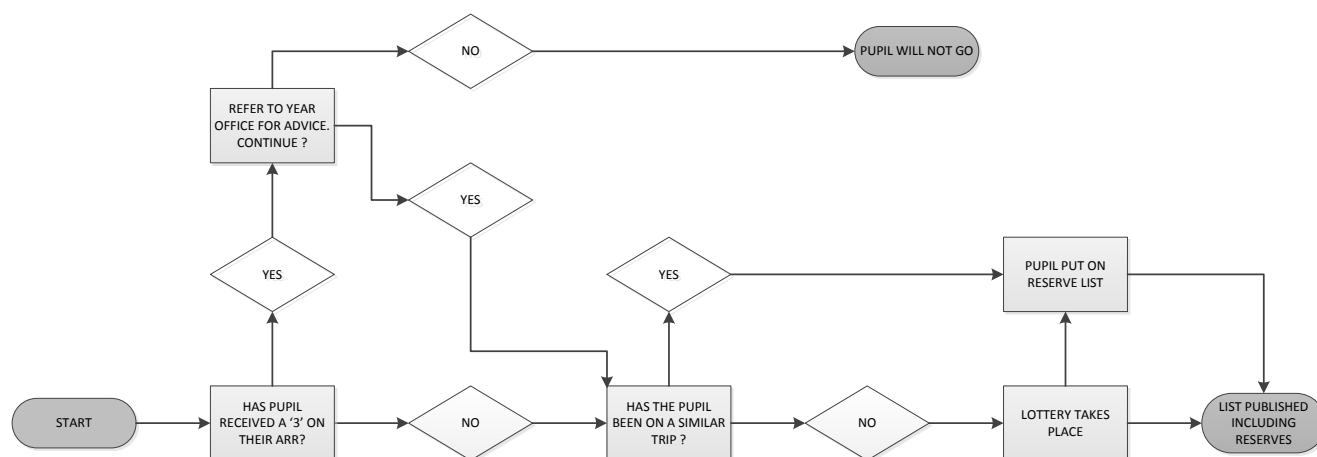 NO
PUPIL WILL NOT GO
REFER TO YEAR
OFFICE FOR ADVICE.
CONTINUE ?
YES
YES
YES
PUPIL PUT ON
RESERVE LIST
START
HAS PUPIL
RECEIVED A ‘3’ ON
THEIR ARR?
NO
HAS THE PUPIL
BEEN ON A SIMILAR
TRIP ?
NO
LOTTERY TAKES
PLACE
LIST PUBLISHED
INCLUDING
RESERVES